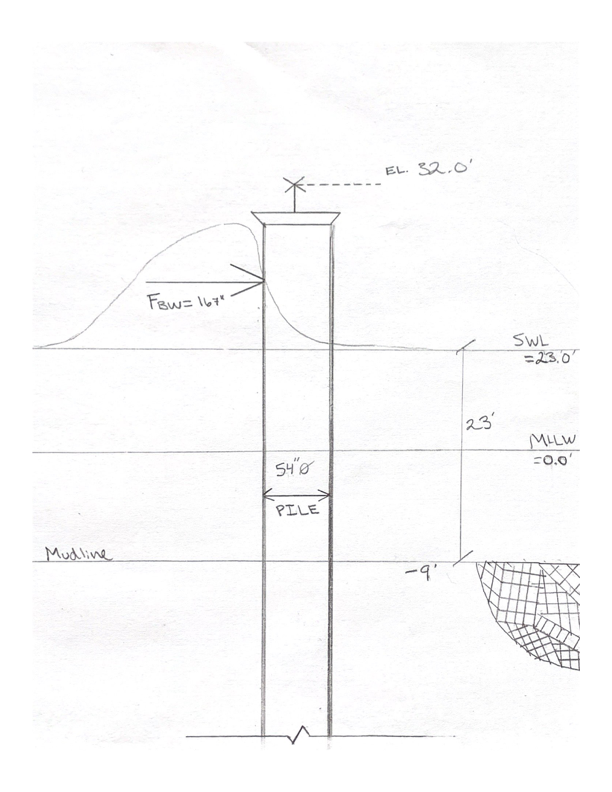 EL. 32.0'
FBW = 167ᵏ
SWL
= 23.0'
23'
MLLW
= 0.0'
54"Ø
PILE
Mudline
-9'